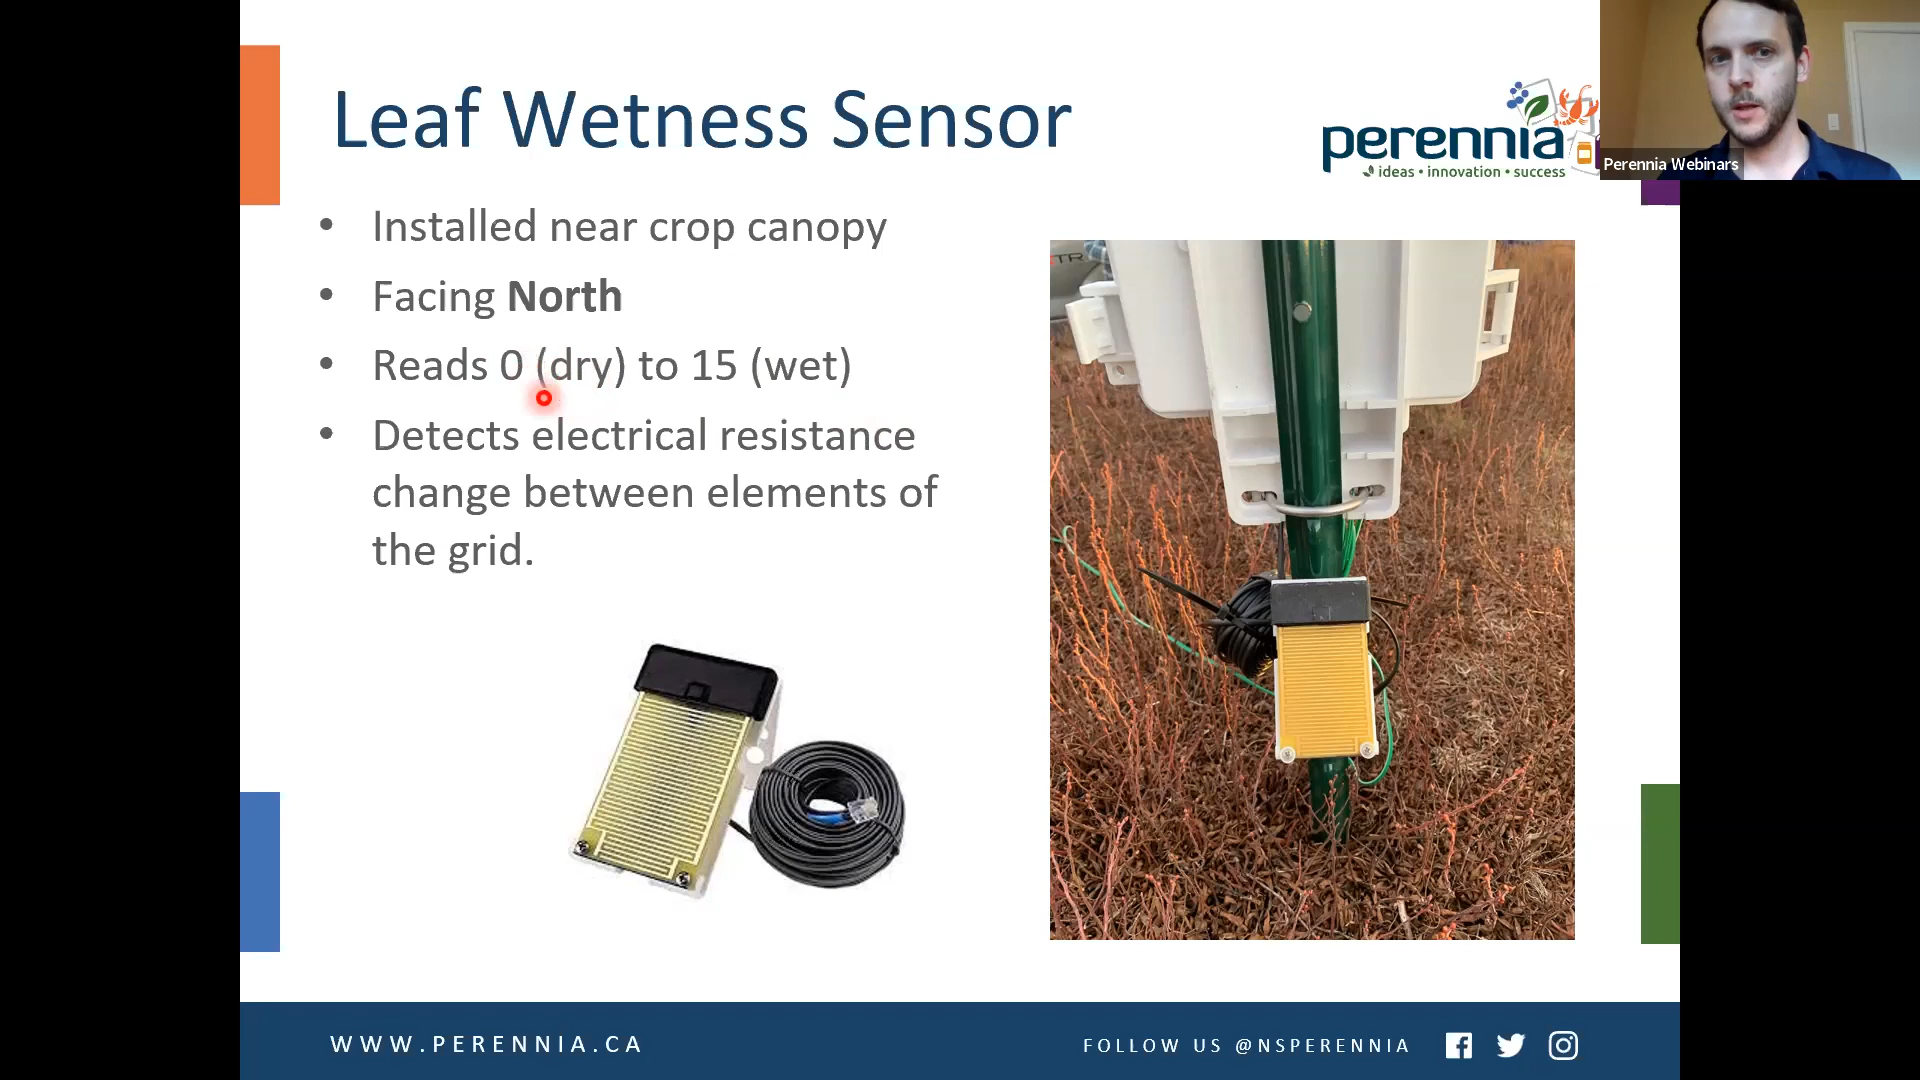 Leaf Wetness Sensor
perennia
ideas • innovation • success
Perennia Webinars
• Installed near crop canopy
• Facing North
• Reads 0 (dry) to 15 (wet)
• Detects electrical resistance
change between elements of
the grid.
TR
WWW.PERENNIA.CA
FOLLOW US @NSPERENNIA